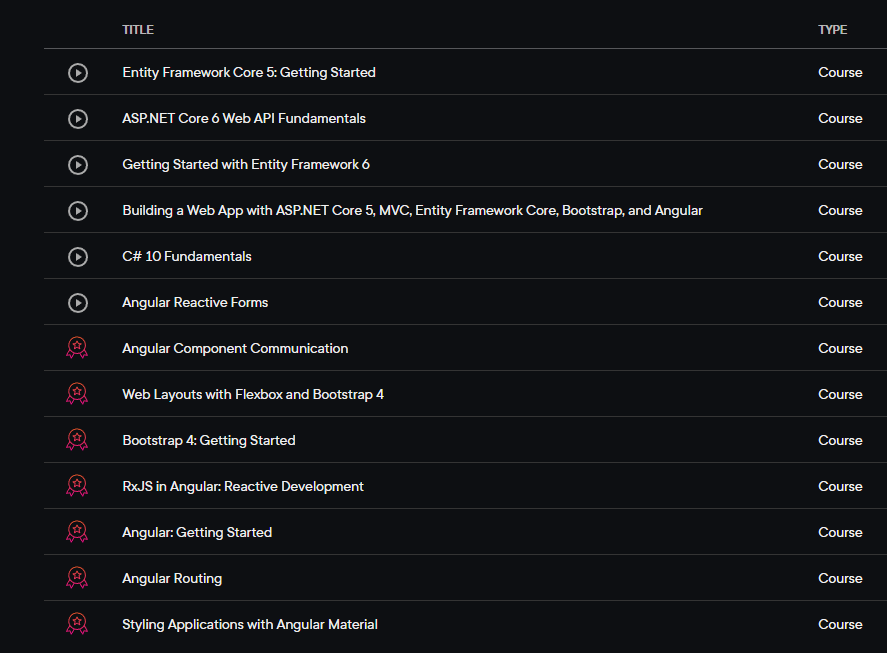 TITLE TYPE
Entity Framework Core 5: Getting Started Course
ASP.NET Core 6 Web API Fundamentals Course
Getting Started with Entity Framework 6 Course
Building a Web App with ASP.NET Core 5, MVC, Entity Framework Core, Bootstrap, and Angular Course
C# 10 Fundamentals Course
Angular Reactive Forms Course
Angular Component Communication Course
Web Layouts with Flexbox and Bootstrap 4 Course
Bootstrap 4: Getting Started Course
RxJS in Angular: Reactive Development Course
Angular: Getting Started Course
Angular Routing Course
Styling Applications with Angular Material Course